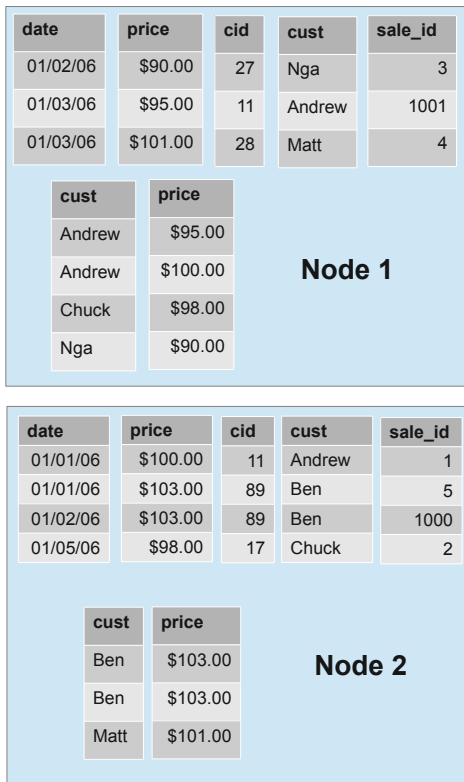 date price cid cust sale_id
01/02/06 $90.00 27 Nga 3
01/03/06 $95.00 11 Andrew 1001
01/03/06 $101.00 28 Matt 4
cust price
Andrew $95.00
Andrew $100.00
Chuck $98.00
Nga $90.00
Node 1
date price cid cust sale_id
01/01/06 $100.00 11 Andrew 1
01/01/06 $103.00 89 Ben 5
01/02/06 $103.00 89 Ben 1000
01/05/06 $98.00 17 Chuck 2
cust price
Ben $103.00
Ben $103.00
Matt $101.00
Node 2